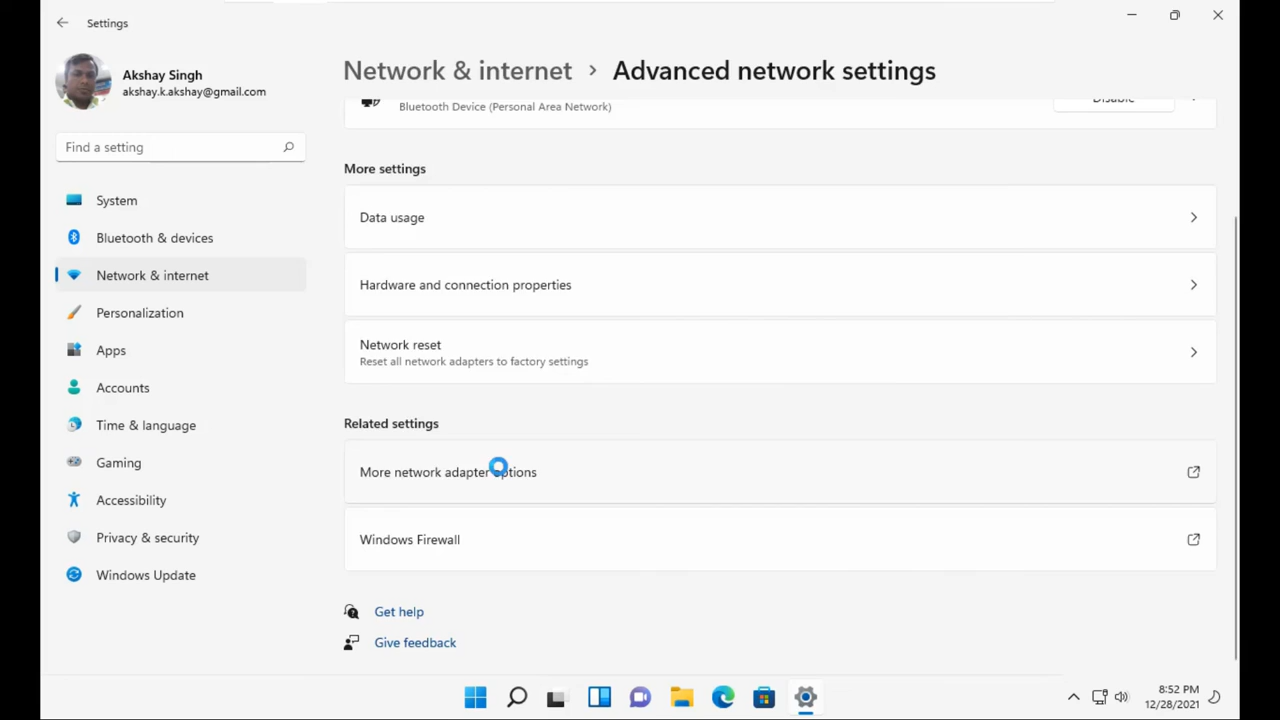 Settings
Akshay Singh
akshay.k.akshay@gmail.com
Find a setting
System
Bluetooth & devices
Network & internet
Personalization
Apps
Accounts
Time & language
Gaming
Accessibility
Privacy & security
Windows Update
Network & internet > Advanced network settings
Bluetooth Device (Personal Area Network)
Disable
More settings
Data usage
Hardware and connection properties
Network reset
Reset all network adapters to factory settings
Related settings
More network adapter options
Windows Firewall
Get help
Give feedback
8:52 PM
12/28/2021